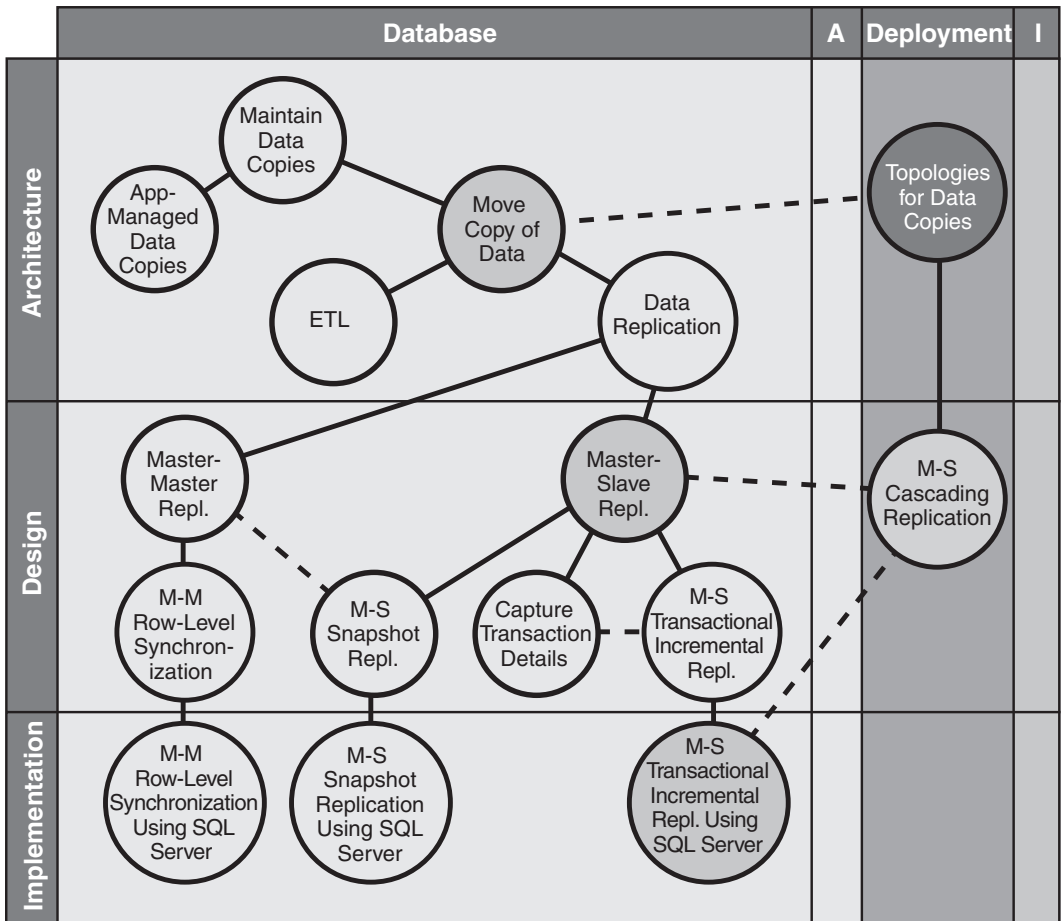 Database
A
Deployment
I
Architecture
Maintain
Data
Copies
App-
Managed
Data
Copies
Move
Copy of
Data
Topologies
for Data
Copies
ETL
Data
Replication
Design
Master-
Master
Repl.
Master-
Slave
Repl.
M-S
Cascading
Replication
M-M
Row-Level
Synchron-
ization
M-S
Snapshot
Repl.
Capture
Transaction
Details
M-S
Transactional
Incremental
Repl.
Implementation
M-M
Row-Level
Synchronization
Using SQL
Server
M-S
Snapshot
Replication
Using SQL
Server
M-S
Transactional
Incremental
Repl. Using
SQL Server